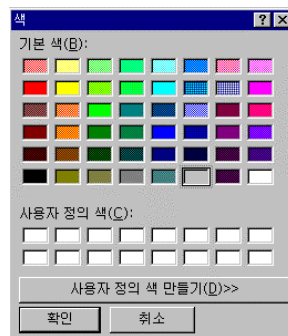 색
기본 색(B):
사용자 정의 색(C):
사용자 정의 색 만들기(D)>>
확인 취소